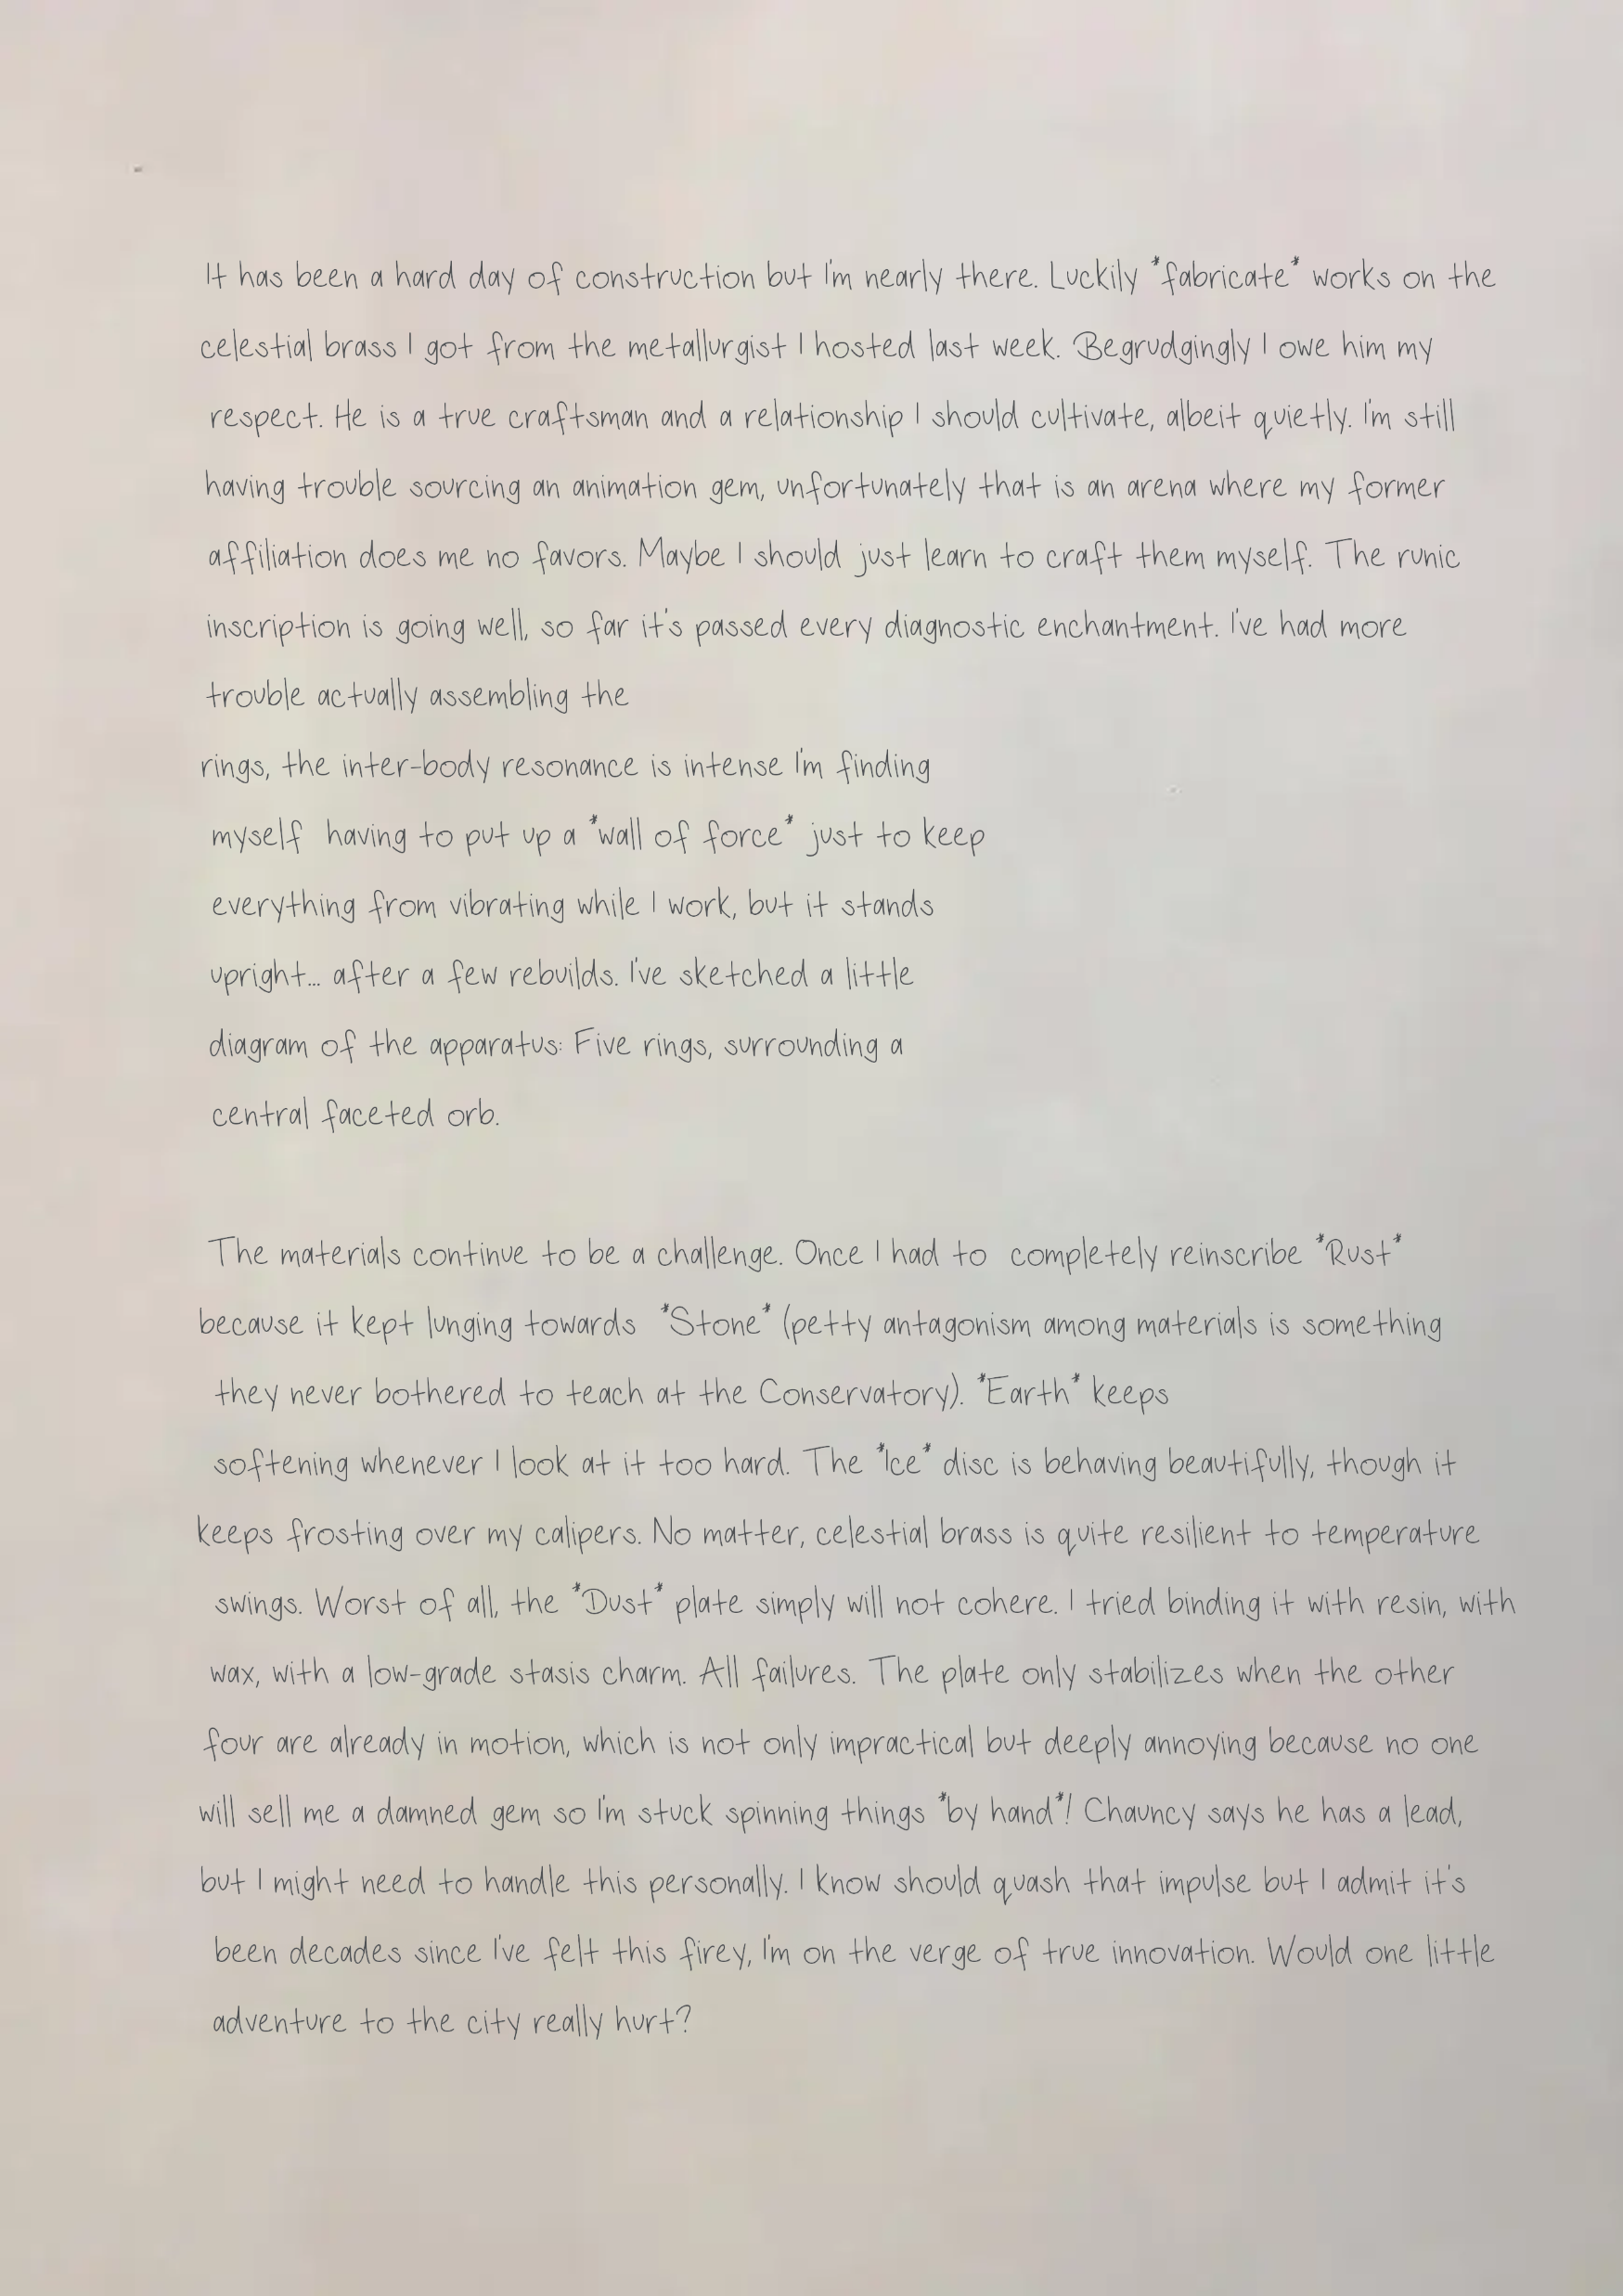 It has been a hard day of construction but I'm nearly there. Luckily *fabricate* works on the
celestial brass I got from the metallurgist I hosted last week. Begrudgingly I owe him my
respect. He is a true craftsman and a relationship I should cultivate, albeit quietly. I'm still
having trouble sourcing an animation gem, unfortunately that is an arena where my former
affiliation does me no favors. Maybe I should just learn to craft them myself. The runic
inscription is going well, so far it's passed every diagnostic enchantment. I've had more
trouble actually assembling the
rings, the inter-body resonance is intense I'm finding
myself having to put up a *wall of force* just to keep
everything from vibrating while I work, but it stands
upright... after a few rebuilds. I've sketched a little
diagram of the apparatus: Five rings, surrounding a
central faceted orb.
The materials continue to be a challenge. Once I had to completely reinscribe *Rust*
because it kept lunging towards *Stone* (petty antagonism among materials is something
they never bothered to teach at the Conservatory). *Earth* keeps
softening whenever I look at it too hard. The *Ice* disc is behaving beautifully, though it
keeps frosting over my calipers. No matter, celestial brass is quite resilient to temperature
swings. Worst of all, the *Dust* plate simply will not cohere. I tried binding it with resin, with
wax, with a low-grade stasis charm. All failures. The plate only stabilizes when the other
four are already in motion, which is not only impractical but deeply annoying because no one
will sell me a damned gem so I'm stuck spinning things *by hand*! Chauncy says he has a lead,
but I might need to handle this personally. I know should quash that impulse but I admit it's
been decades since I've felt this firey, I'm on the verge of true innovation. Would one little
adventure to the city really hurt?